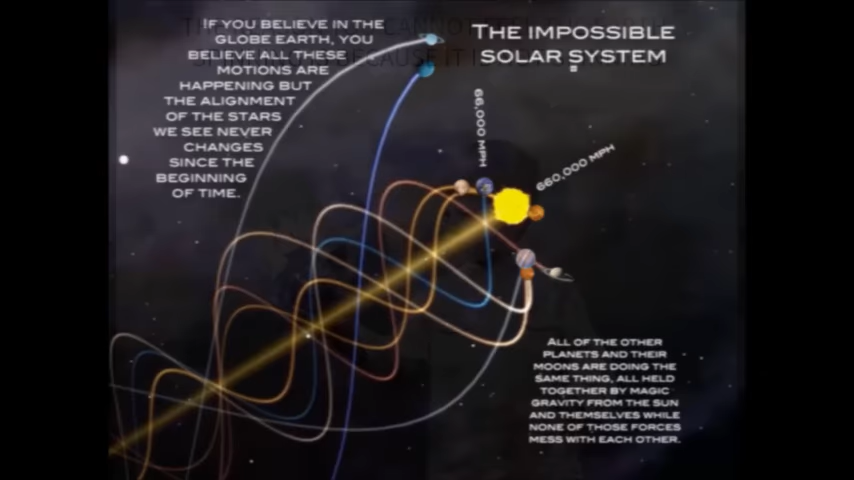 IF YOU BELIEVE IN THE
GLOBE EARTH, YOU
BELIEVE ALL THESE
MOTIONS ARE
HAPPENING BUT
THE ALIGNMENT
OF THE STARS
WE SEE NEVER
CHANGES
SINCE THE
BEGINNING
OF TIME.
THE IMPOSSIBLE
SOLAR SYSTEM
66,000 MPH
660,000 MPH
ALL OF THE OTHER
PLANETS AND THEIR
MOONS ARE DOING THE
SAME THING, ALL HELD
TOGETHER BY MAGIC
GRAVITY FROM THE SUN
AND THEMSELVES WHILE
NONE OF THOSE FORCES
MESS WITH EACH OTHER.